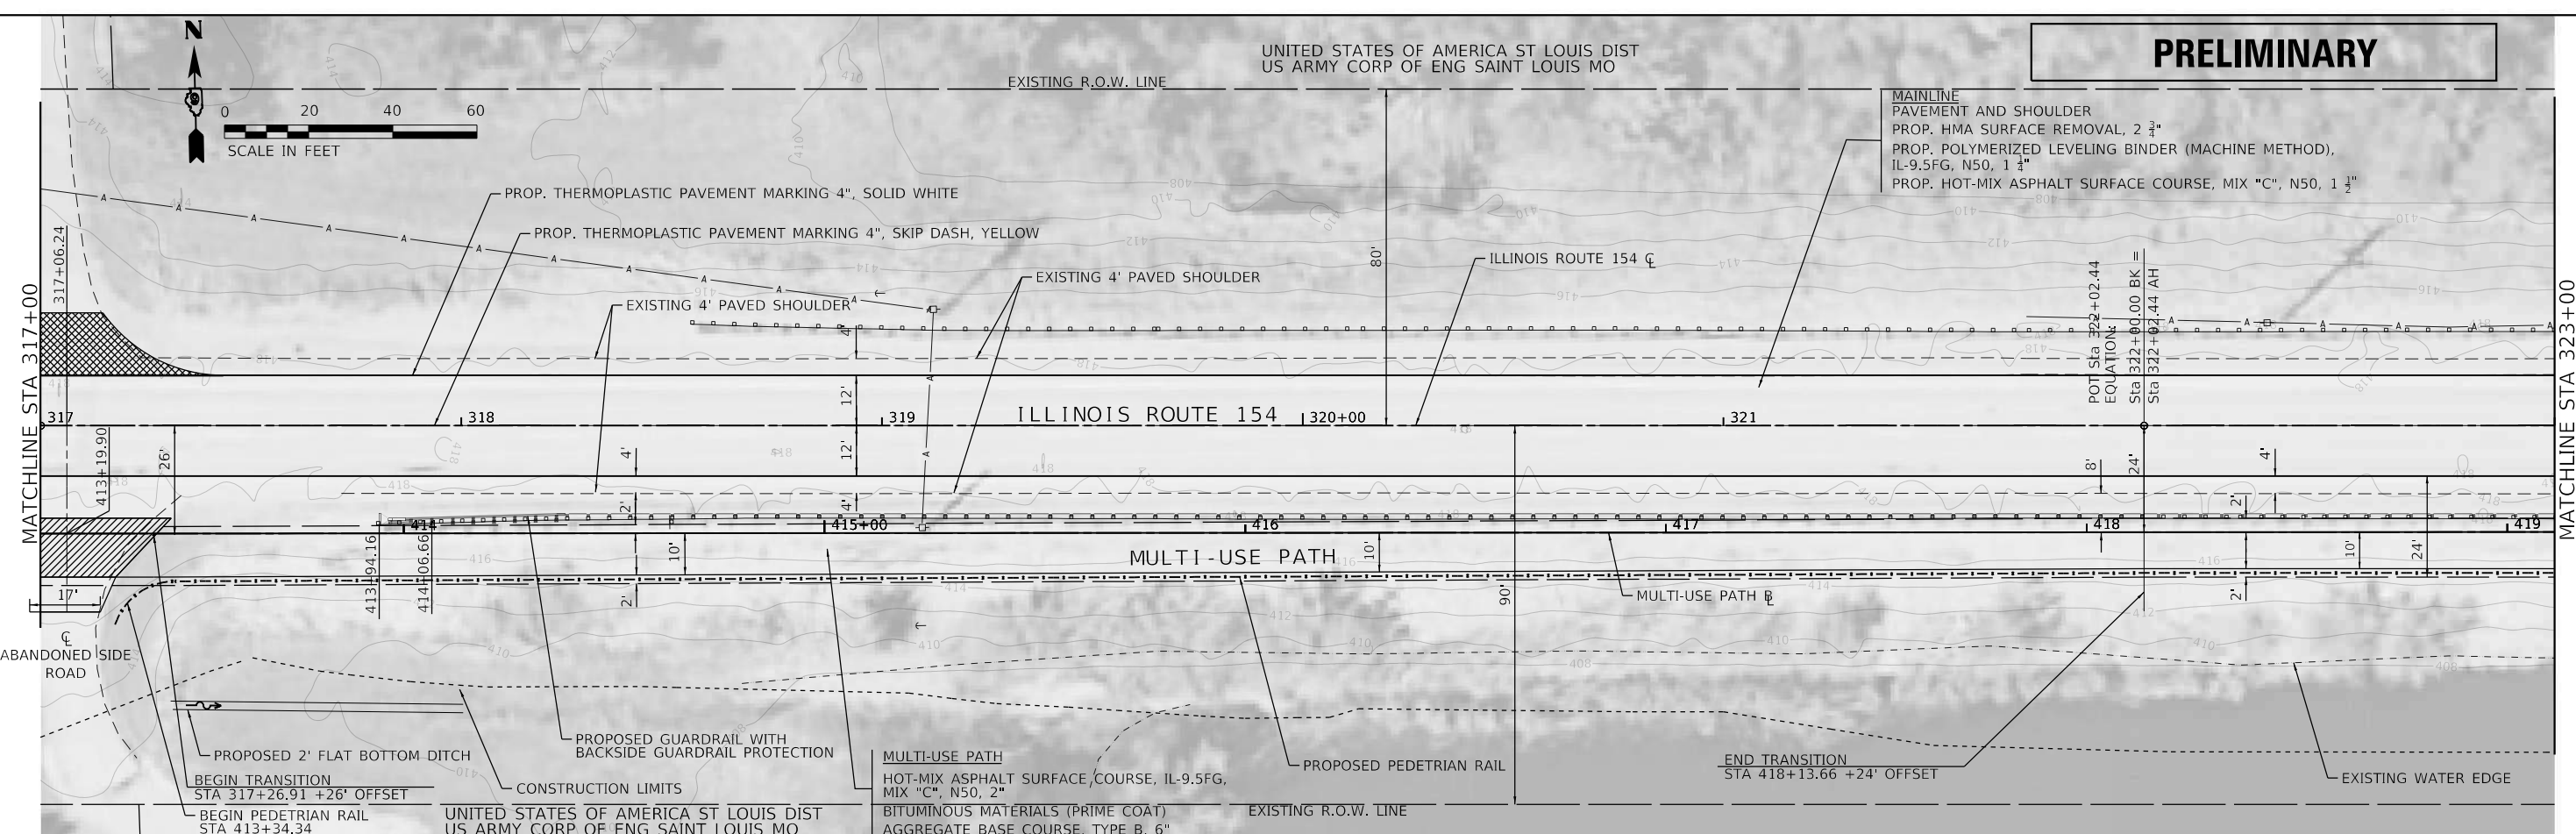 N
0 20 40 60
SCALE IN FEET
UNITED STATES OF AMERICA ST LOUIS DIST
US ARMY CORP OF ENG SAINT LOUIS MO
EXISTING R.O.W. LINE
PRELIMINARY
MAINLINE
PAVEMENT AND SHOULDER
PROP. HMA SURFACE REMOVAL, 2 3/4"
PROP. POLYMERIZED LEVELING BINDER (MACHINE METHOD),
IL-9.5FG, N50, 1 1/4"
PROP. HOT-MIX ASPHALT SURFACE COURSE, MIX "C", N50, 1 1/2"
PROP. THERMOPLASTIC PAVEMENT MARKING 4", SOLID WHITE
PROP. THERMOPLASTIC PAVEMENT MARKING 4", SKIP DASH, YELLOW
EXISTING 4' PAVED SHOULDER
EXISTING 4' PAVED SHOULDER
80'
ILLINOIS ROUTE 154 ℄
POT Sta 322+02.44
EQUATION:
Sta 322+00.00 BK =
Sta 322+02.44 AH
MATCHLINE STA 317+00
317+06.24
MATCHLINE STA 323+00
4'
12'
317 318 319 320+00 321
ILLINOIS ROUTE 154
12'
413+19.90
26'
4'
2'
4'
8'
24'
4'
2'
414 415+00 416 417 418 419
413+94.16
414+06.66
10'
MULTI-USE PATH
10'
10'
24'
2'
2'
90'
MULTI-USE PATH BL
17'
℄
ABANDONED SIDE
ROAD
PROPOSED 2' FLAT BOTTOM DITCH
BEGIN TRANSITION
STA 317+26.91 +26' OFFSET
BEGIN PEDETRIAN RAIL
STA 413+34.34
CONSTRUCTION LIMITS
PROPOSED GUARDRAIL WITH
BACKSIDE GUARDRAIL PROTECTION
UNITED STATES OF AMERICA ST LOUIS DIST
US ARMY CORP OF ENG SAINT LOUIS MO
MULTI-USE PATH
HOT-MIX ASPHALT SURFACE COURSE, IL-9.5FG,
MIX "C", N50, 2"
BITUMINOUS MATERIALS (PRIME COAT)
AGGREGATE BASE COURSE, TYPE B, 6"
EXISTING R.O.W. LINE
PROPOSED PEDETRIAN RAIL
END TRANSITION
STA 418+13.66 +24' OFFSET
EXISTING WATER EDGE